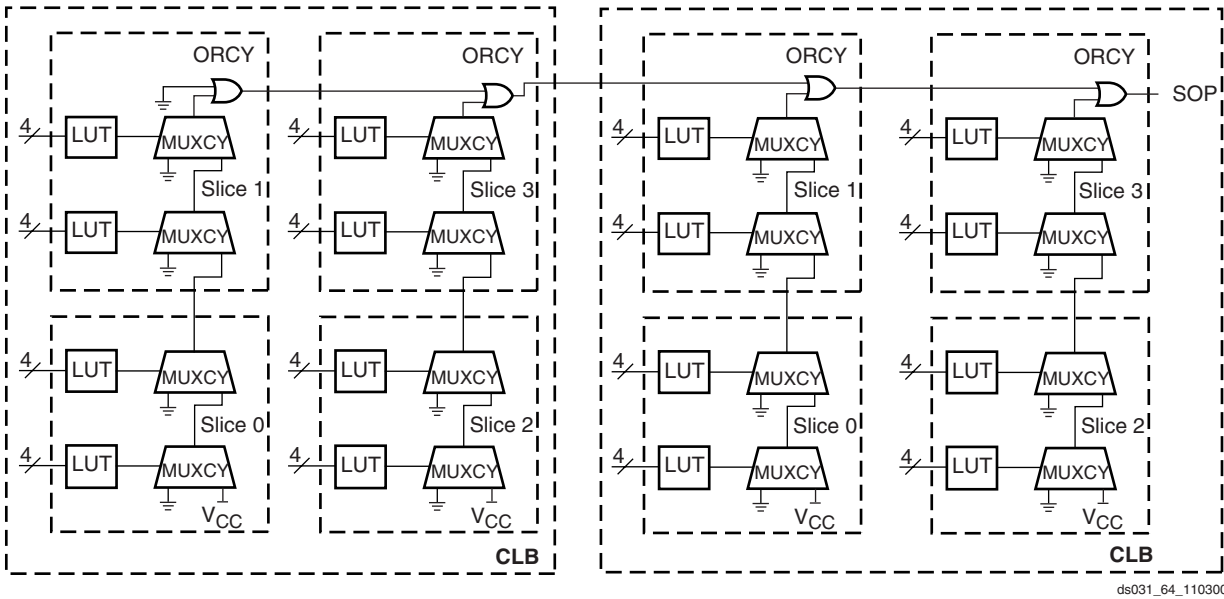 ORCY ORCY ORCY ORCY
SOP
4 LUT MUXCY 4 LUT MUXCY 4 LUT MUXCY 4 LUT MUXCY
Slice 1 Slice 3 Slice 1 Slice 3
4 LUT MUXCY 4 LUT MUXCY 4 LUT MUXCY 4 LUT MUXCY
4 LUT MUXCY 4 LUT MUXCY 4 LUT MUXCY 4 LUT MUXCY
Slice 0 Slice 2 Slice 0 Slice 2
4 LUT MUXCY 4 LUT MUXCY 4 LUT MUXCY 4 LUT MUXCY
VCC VCC VCC VCC
CLB CLB
ds031_64_110300